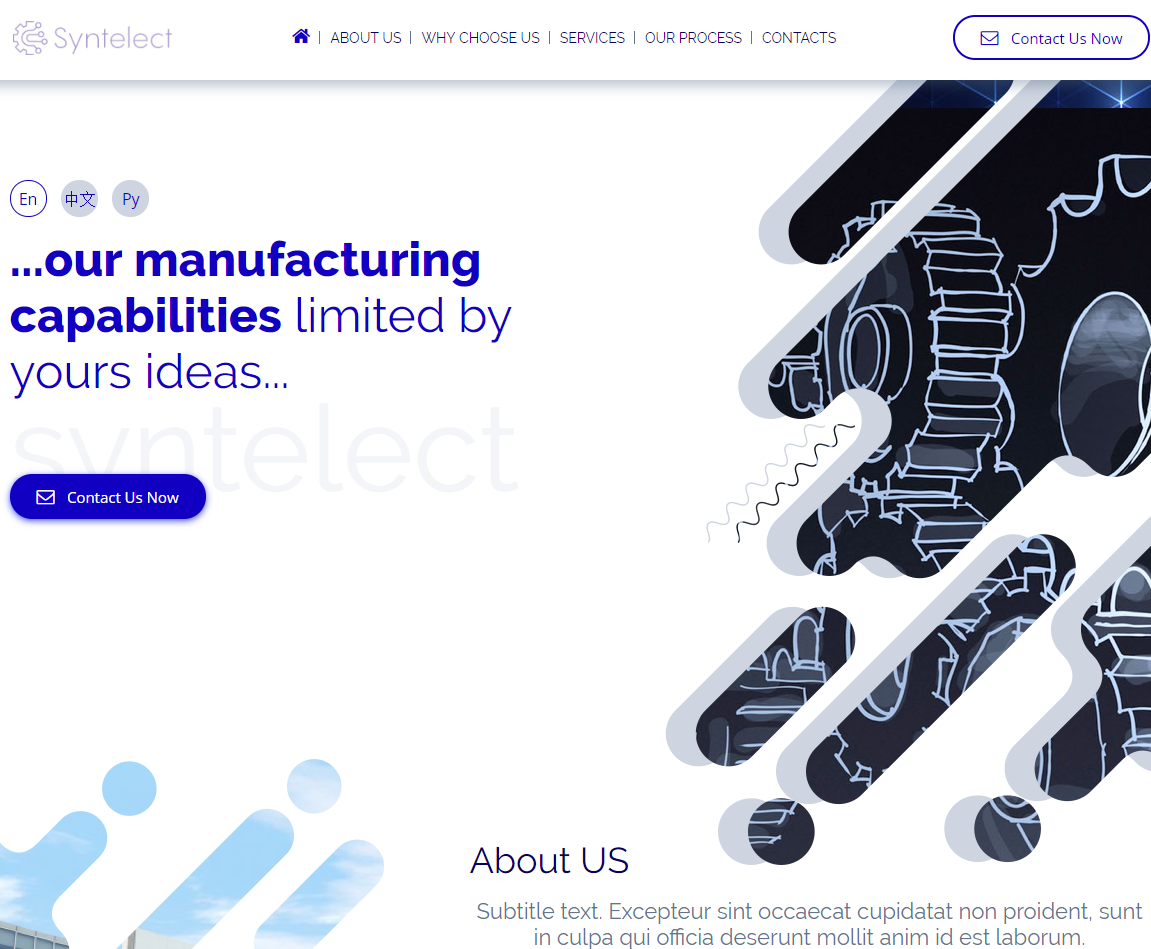 Syntelect
| ABOUT US | WHY CHOOSE US | SERVICES | OUR PROCESS | CONTACTS
Contact Us Now
En 中文 Ру
...our manufacturing
capabilities limited by
yours ideas...
syntelect
Contact Us Now
About US
Subtitle text. Excepteur sint occaecat cupidatat non proident, sunt
in culpa qui officia deserunt mollit anim id est laborum.